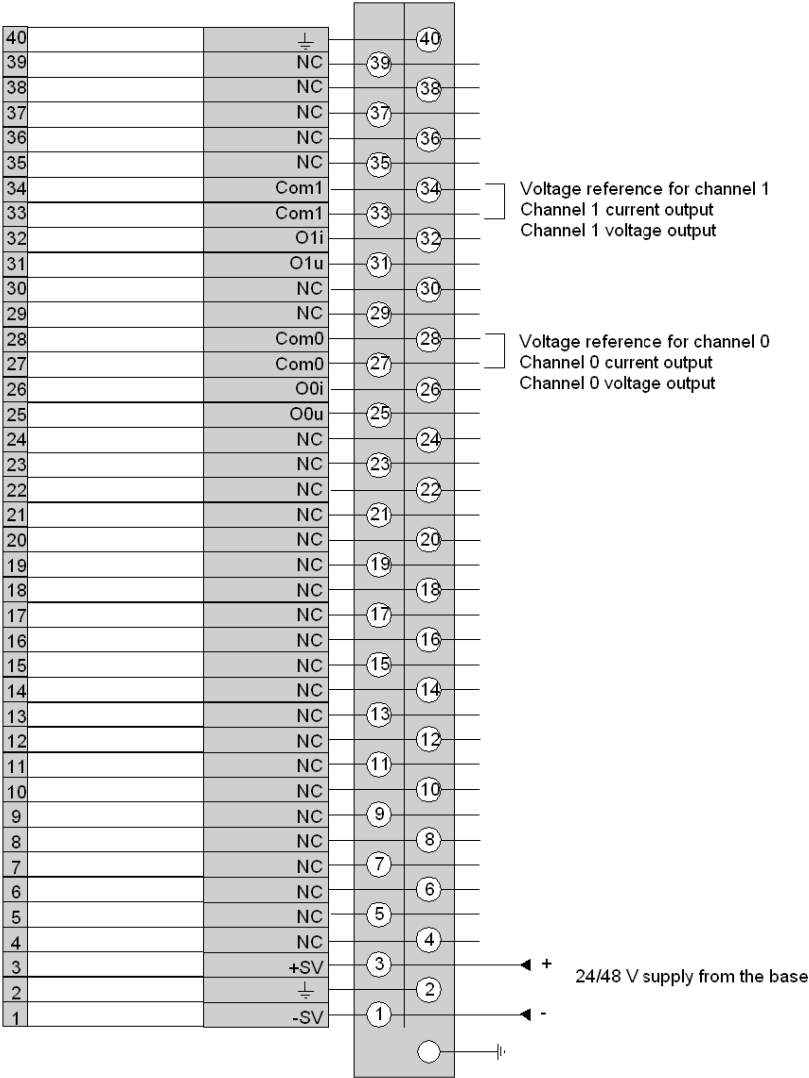 40 40
39 NC 39
38 NC 38
37 NC 37
36 NC 36
35 NC 35
34 Com1 34 Voltage reference for channel 1
33 Com1 33 Channel 1 current output
32 O1i 32 Channel 1 voltage output
31 O1u 31
30 NC 30
29 NC 29
28 Com0 28 Voltage reference for channel 0
27 Com0 27 Channel 0 current output
26 O0i 26 Channel 0 voltage output
25 O0u 25
24 NC 24
23 NC 23
22 NC 22
21 NC 21
20 NC 20
19 NC 19
18 NC 18
17 NC 17
16 NC 16
15 NC 15
14 NC 14
13 NC 13
12 NC 12
11 NC 11
10 NC 10
9 NC 9
8 NC 8
7 NC 7
6 NC 6
5 NC 5
4 NC 4
3 +SV 3 +
24/48 V supply from the base
2 2
1 -SV 1 -